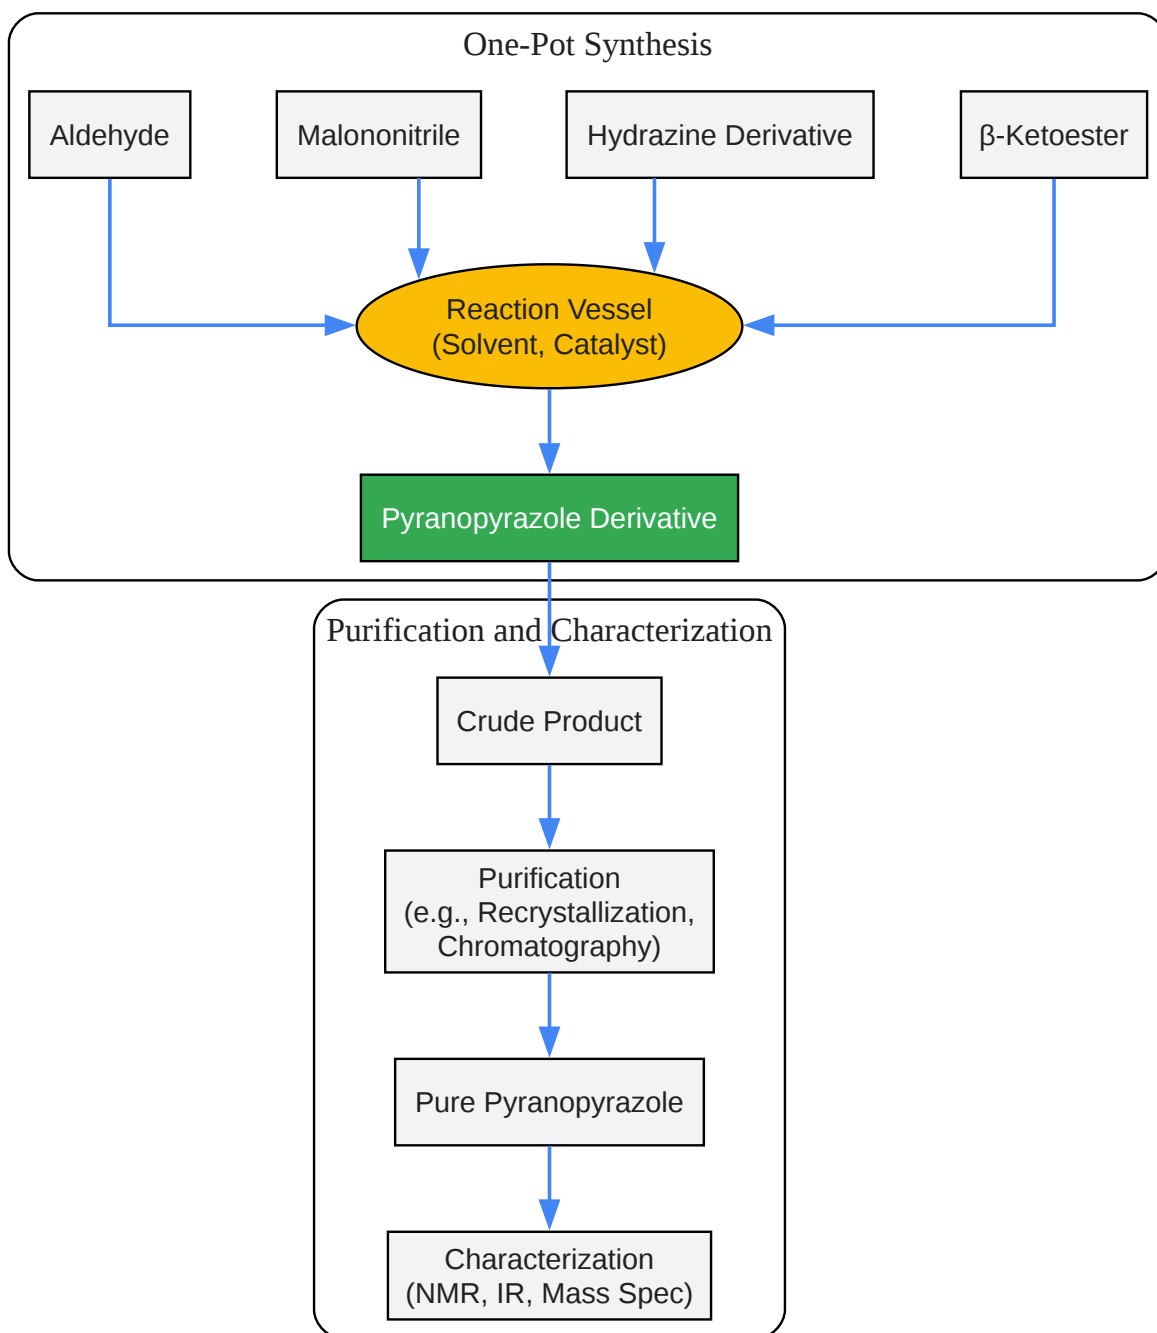 One-Pot Synthesis
Aldehyde
Malononitrile
Hydrazine Derivative
β-Ketoester
Reaction Vessel
(Solvent, Catalyst)
Pyranopyrazole Derivative
Purification and Characterization
Crude Product
Purification
(e.g., Recrystallization,
Chromatography)
Pure Pyranopyrazole
Characterization
(NMR, IR, Mass Spec)